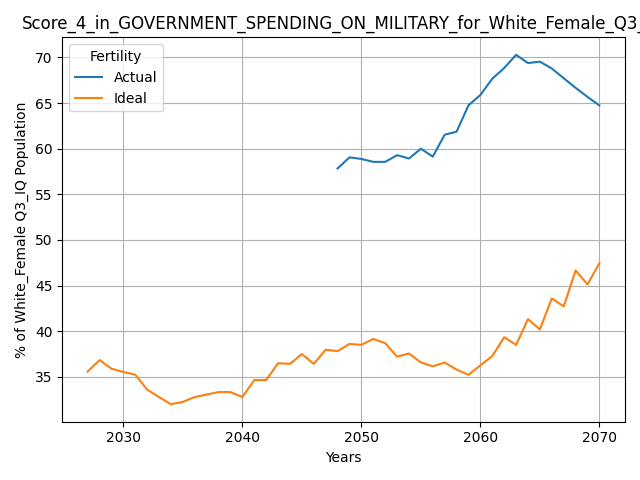 Score_4_in_GOVERNMENT_SPENDING_ON_MILITARY_for_White_Female_Q3_
Fertility
Actual
Ideal
% of White_Female Q3_IQ Population
70
65
60
55
50
45
40
35
2030 2040 2050 2060 2070
Years